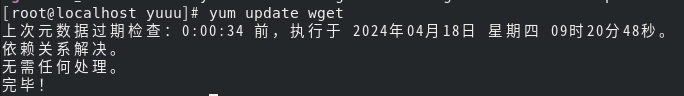 [root@localhost yuuu]# yum update wget
上次元数据过期检查：0:00:34 前，执行于 2024年04月18日 星期四 09时20分48秒。
依赖关系解决。
无需任何处理。
完毕！